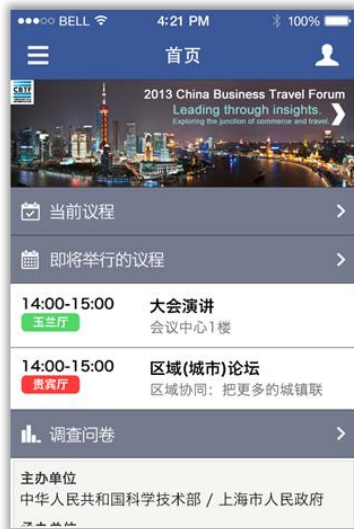 BELL 4:21 PM 100%
首页
CBTF
2013 China Business Travel Forum
Leading through insights.
Exploring the junction of commerce and travel.
当前议程
即将举行的议程
14:00-15:00 大会演讲
玉兰厅 会议中心1楼
14:00-15:00 区域(城市)论坛
贵宾厅 区域协同：把更多的城镇联
调查问卷
主办单位
中华人民共和国科学技术部 / 上海市人民政府